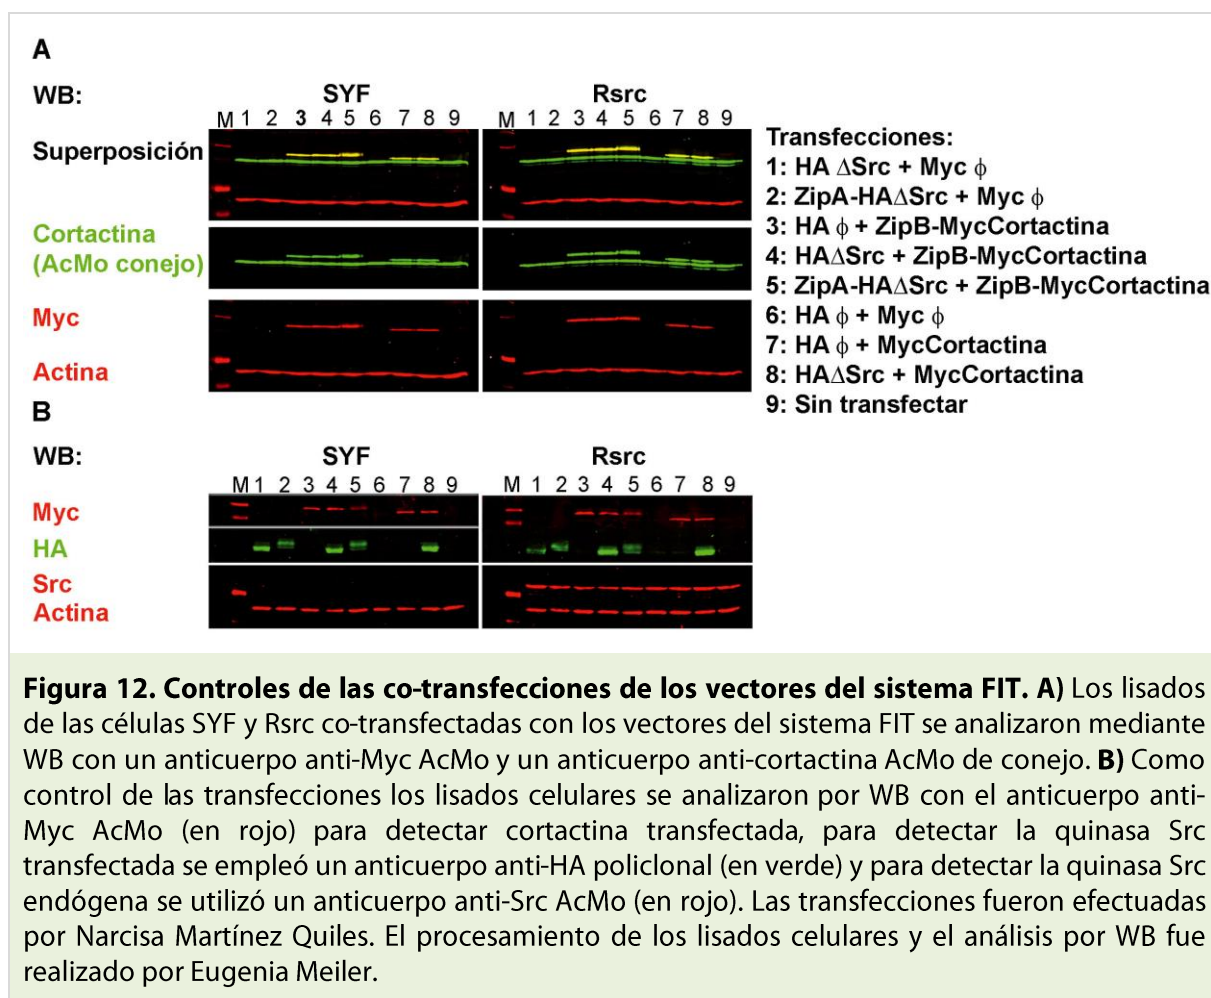 A
WB:
SYF
Rsrc
M 1 2 3 4 5 6 7 8 9
M 1 2 3 4 5 6 7 8 9
Superposición
Cortactina
(AcMo conejo)
Myc
Actina
Transfecciones:
1: HA ΔSrc + Myc ϕ
2: ZipA-HAΔSrc + Myc ϕ
3: HA ϕ + ZipB-MycCortactina
4: HAΔSrc + ZipB-MycCortactina
5: ZipA-HAΔSrc + ZipB-MycCortactina
6: HA ϕ + Myc ϕ
7: HA ϕ + MycCortactina
8: HAΔSrc + MycCortactina
9: Sin transfectar
B
WB:
SYF
Rsrc
M 1 2 3 4 5 6 7 8 9
M 1 2 3 4 5 6 7 8 9
Myc
HA
Src
Actina
Figura 12. Controles de las co-transfecciones de los vectores del sistema FIT. A) Los lisados
de las células SYF y Rsrc co-transfectadas con los vectores del sistema FIT se analizaron mediante
WB con un anticuerpo anti-Myc AcMo y un anticuerpo anti-cortactina AcMo de conejo. B) Como
control de las transfecciones los lisados celulares se analizaron por WB con el anticuerpo anti-
Myc AcMo (en rojo) para detectar cortactina transfectada, para detectar la quinasa Src
transfectada se empleó un anticuerpo anti-HA policlonal (en verde) y para detectar la quinasa Src
endógena se utilizó un anticuerpo anti-Src AcMo (en rojo). Las transfecciones fueron efectuadas
por Narcisa Martínez Quiles. El procesamiento de los lisados celulares y el análisis por WB fue
realizado por Eugenia Meiler.